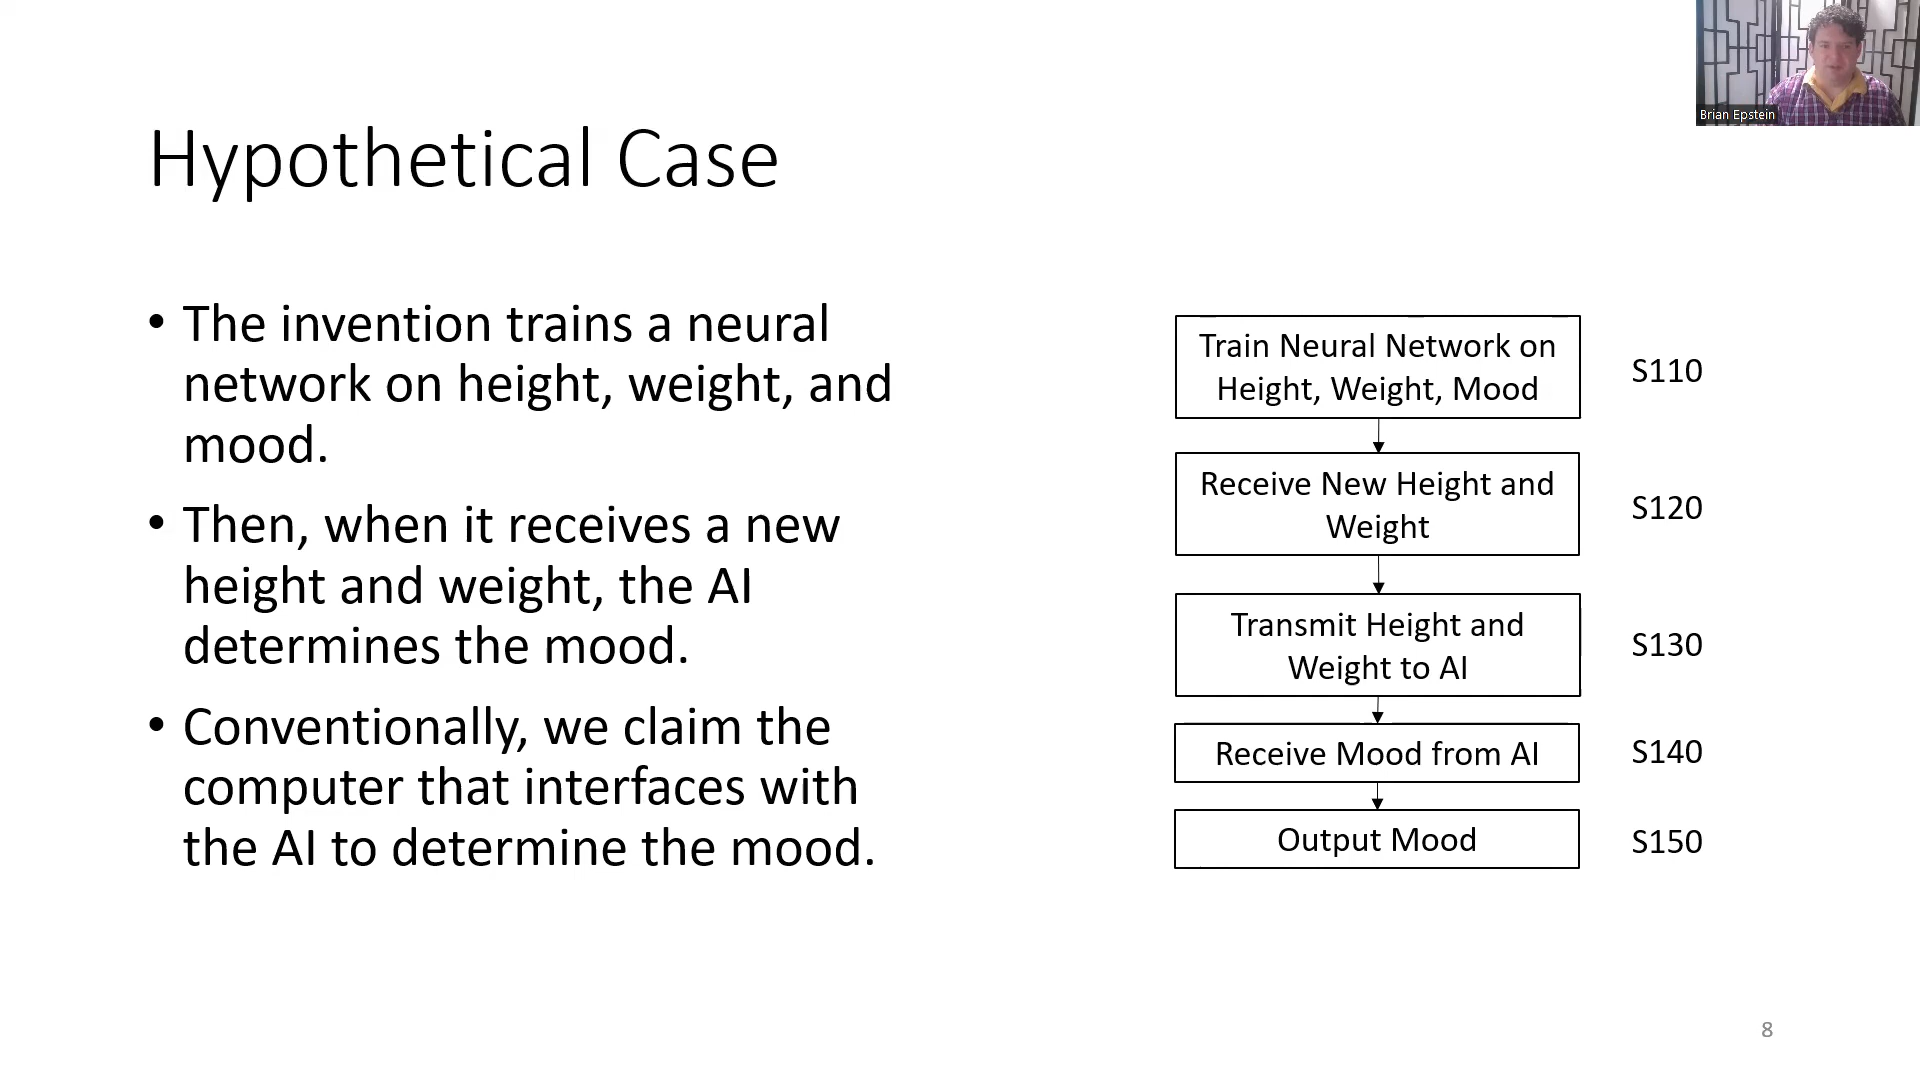 Brian Epstein
Hypothetical Case
• The invention trains a neural
network on height, weight, and
mood.
• Then, when it receives a new
height and weight, the AI
determines the mood.
• Conventionally, we claim the
computer that interfaces with
the AI to determine the mood.
Train Neural Network on
Height, Weight, Mood
S110
Receive New Height and
Weight
S120
Transmit Height and
Weight to AI
S130
Receive Mood from AI
S140
Output Mood
S150
8